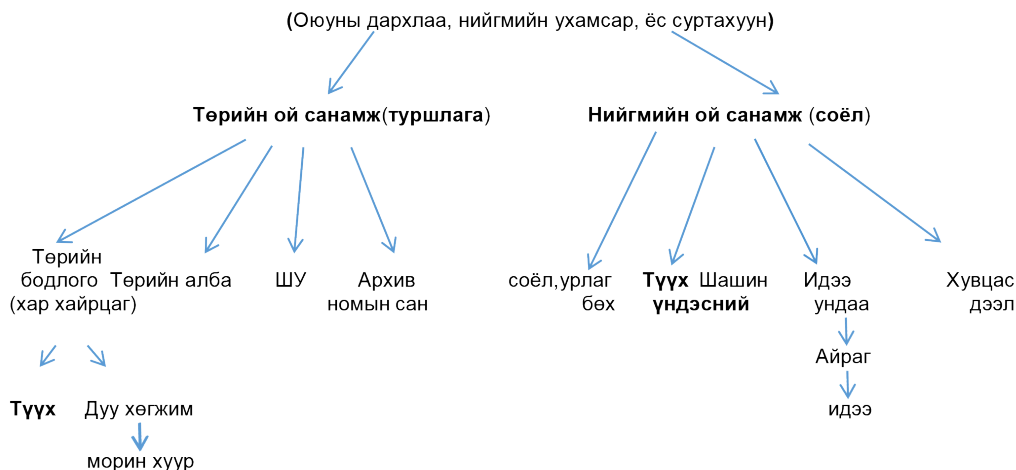 (Оюуны дархлаа, нийгмийн ухамсар, ёс суртахуун)
Төрийн ой санамж(туршлага) Нийгмийн ой санамж (соёл)
Төрийн
бодлого Төрийн алба ШУ Архив соёл,урлаг Түүх Шашин Идээ Хувцас
(хар хайрцаг) номын сан бөх үндэсний ундаа дээл
Айраг
Түүх Дуу хөгжим идээ
морин хуур